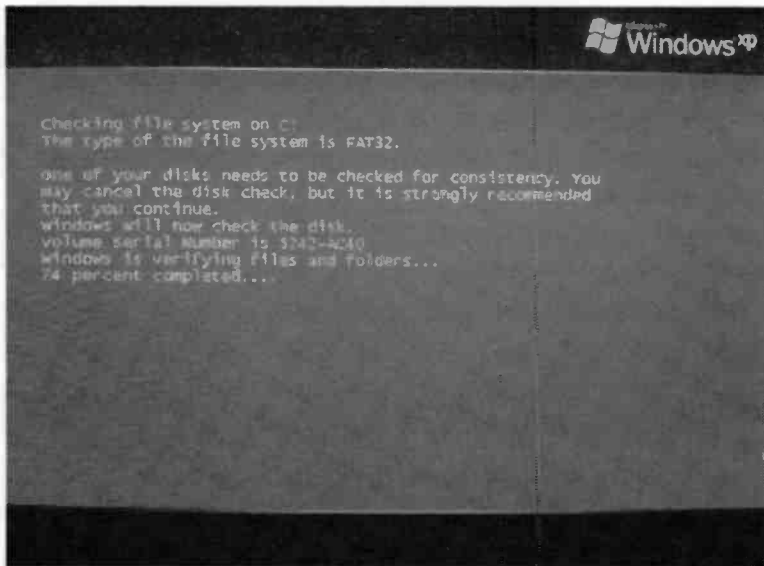 Microsoft
Windows xp
Checking file system on C:
The type of the file system is FAT32.
One of your disks needs to be checked for consistency. You
may cancel the disk check, but it is strongly recommended
that you continue.
Windows will now check the disk.
Volume Serial Number is
Windows is verifying files and folders...
74 percent completed....